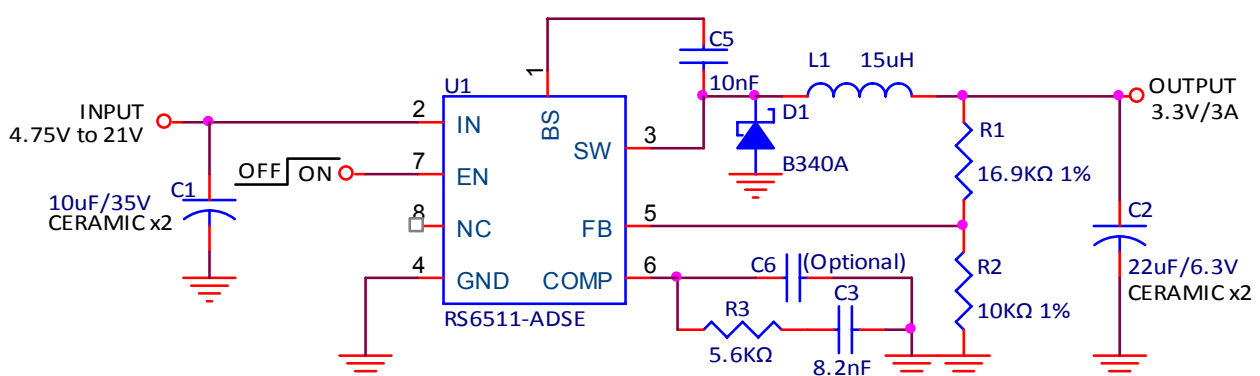 C5
10nF
L1
15uH
OUTPUT
3.3V/3A
U1
1
BS
INPUT
4.75V to 21V
2
IN
SW
3
D1
B340A
R1
16.9KΩ 1%
OFF
ON
7
EN
C1
10uF/35V
CERAMIC x2
8
NC
FB
5
C2
22uF/6.3V
CERAMIC x2
4
GND
COMP
6
C6
(Optional)
R2
10KΩ 1%
R3
5.6KΩ
C3
8.2nF
RS6511-ADSE